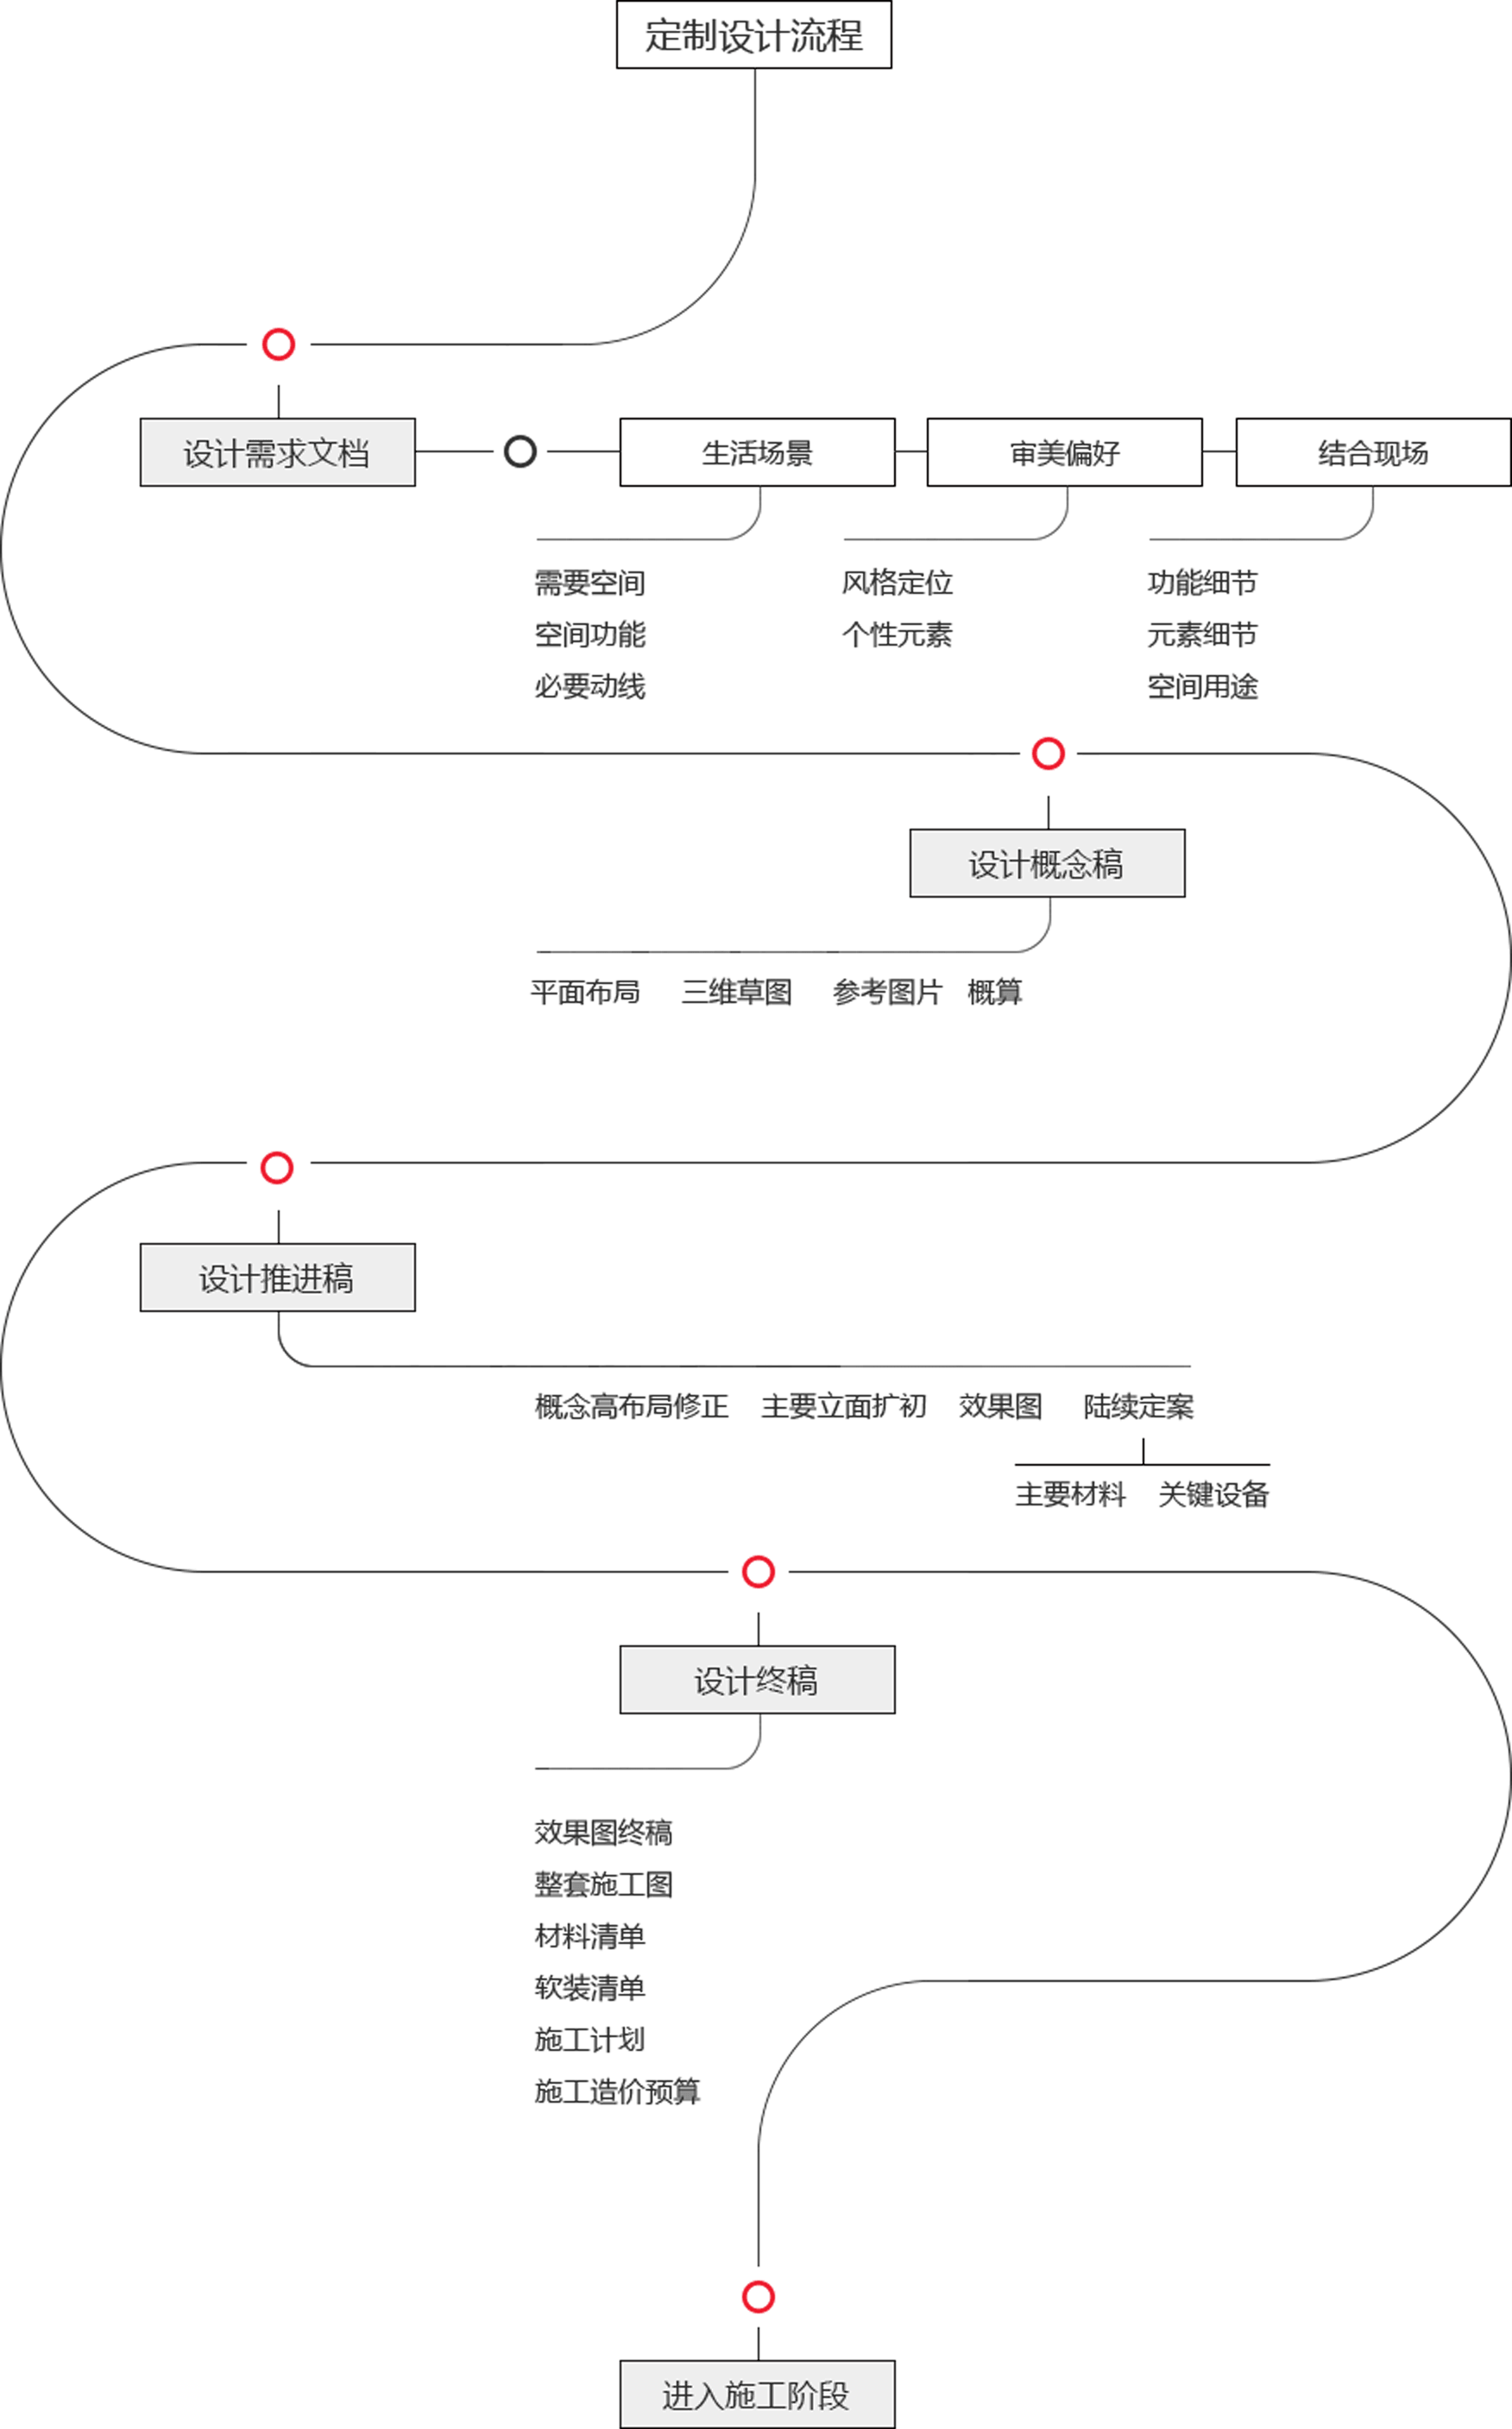 定制设计流程
设计需求文档
生活场景
审美偏好
结合现场
需要空间
空间功能
必要动线
风格定位
个性元素
功能细节
元素细节
空间用途
设计概念稿
平面布局 三维草图 参考图片 概算
设计推进稿
概念高布局修正 主要立面扩初 效果图 陆续定案
主要材料 关键设备
设计终稿
效果图终稿
整套施工图
材料清单
软装清单
施工计划
施工造价预算
进入施工阶段